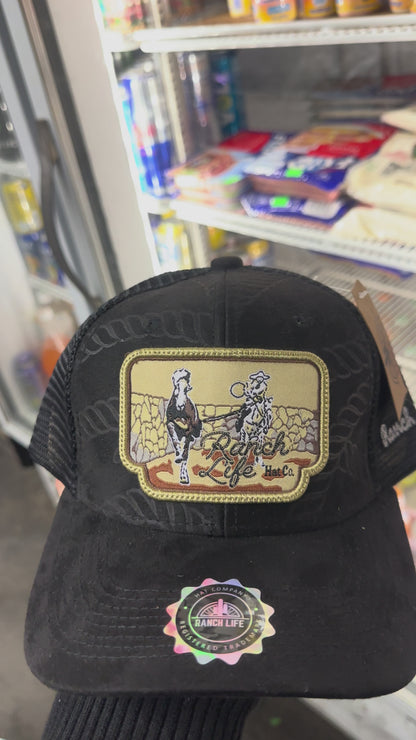 Ranch
Life
Hat Co.
Ranch
HAT COMPANY
RANCH LIFE
REGISTERED TRADEMARK